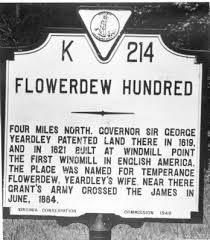 K 214
FLOWERDEW HUNDRED
FOUR MILES NORTH. GOVERNOR SIR GEORGE
YEARDLEY PATENTED LAND THERE IN 1619,
AND IN 1621 BUILT AT WINDMILL POINT
THE FIRST WINDMILL IN ENGLISH AMERICA.
THE PLACE WAS NAMED FOR TEMPERANCE
FLOWERDEW, YEARDLEY'S WIFE. NEAR THERE
GRANT'S ARMY CROSSED THE JAMES IN
JUNE, 1864.
VIRGINIA CONSERVATION COMMISSION 1949